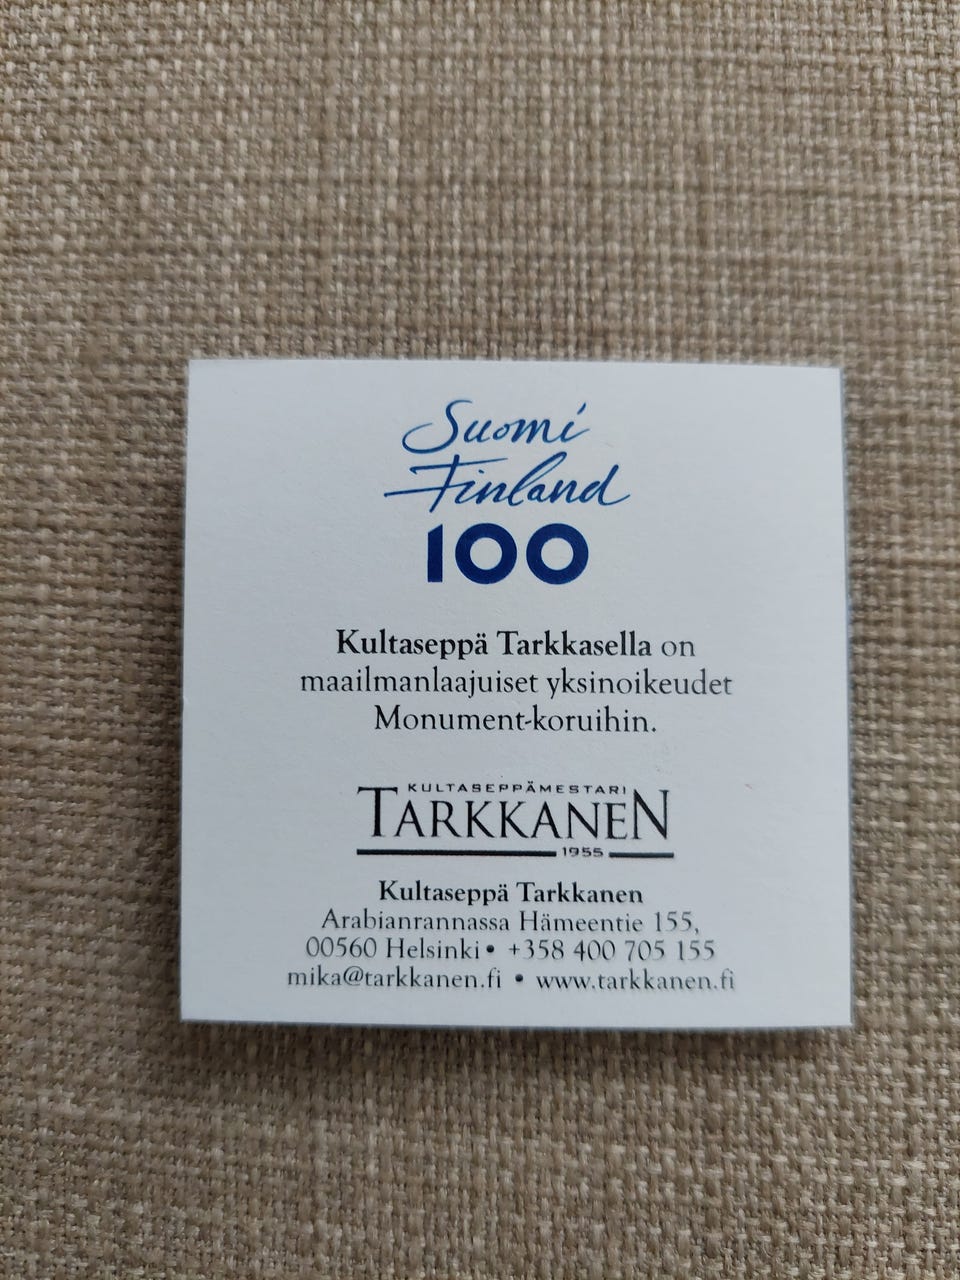 Suomi
Finland
100
Kultaseppä Tarkkasella on
maailmanlaajuiset yksinoikeudet
Monument-koruihin.
KULTASEPPÄMESTARI
TARKKANEN
1955
Kultaseppä Tarkkanen
Arabianrannassa Hämeentie 155,
00560 Helsinki • +358 400 705 155
mika@tarkkanen.fi • www.tarkkanen.fi